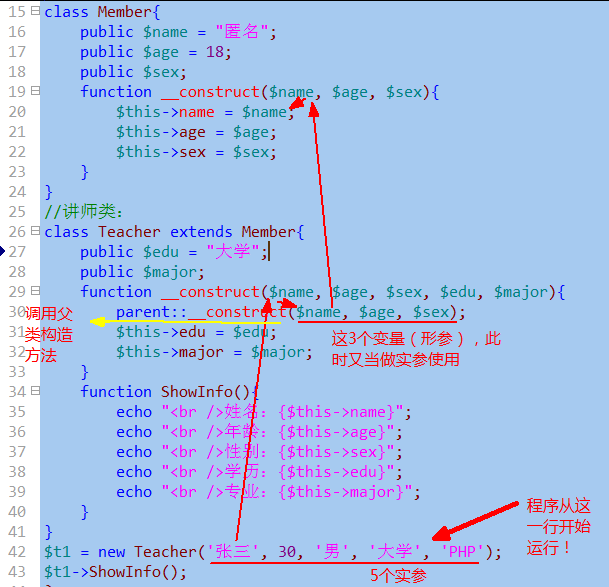 15 class Member{
16 public $name = "匿名";
17 public $age = 18;
18 public $sex;
19 function __construct($name, $age, $sex){
20 $this->name = $name;
21 $this->age = $age;
22 $this->sex = $sex;
23 }
24 }
25 //讲师类:
26 class Teacher extends Member{
27 public $edu = "大学";
28 public $major;
29 function __construct($name, $age, $sex, $edu, $major){
30 parent::__construct($name, $age, $sex);
调用父类构造方法
这3个变量（形参），此时又当做实参使用
31 $this->edu = $edu;
32 $this->major = $major;
33 }
34 function ShowInfo(){
35 echo "<br />姓名：{$this->name}";
36 echo "<br />年龄：{$this->age}";
37 echo "<br />性别：{$this->sex}";
38 echo "<br />学历：{$this->edu}";
39 echo "<br />专业：{$this->major}";
40 }
41 }
程序从这一行开始运行！
42 $t1 = new Teacher('张三', 30, '男', '大学', 'PHP');
43 $t1->ShowInfo();
5个实参